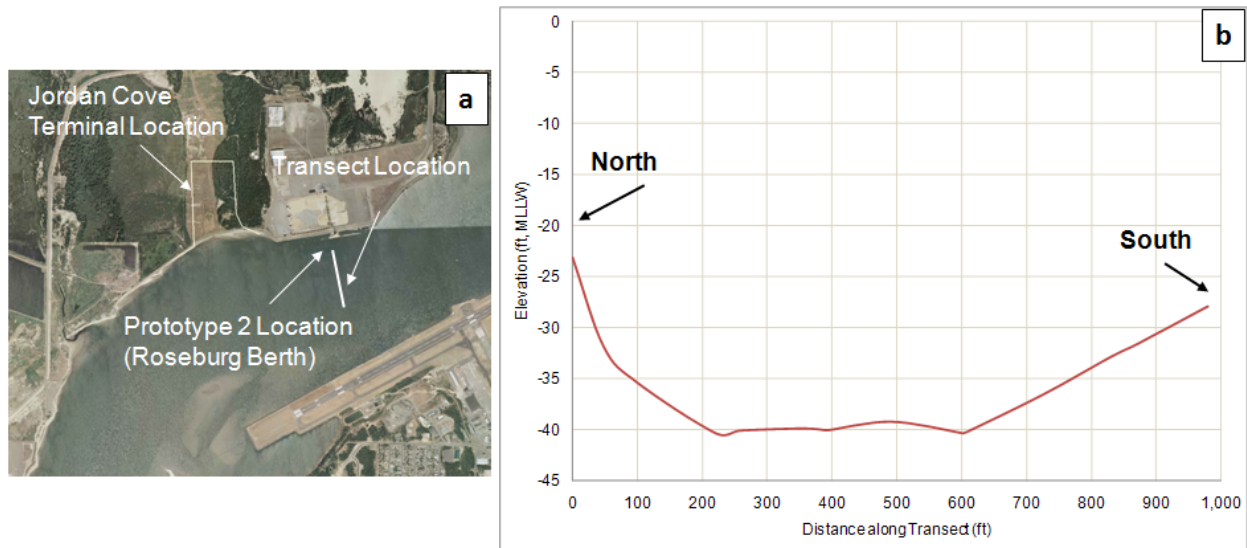 a
Jordan Cove
Terminal Location
Transect Location
Prototype 2 Location
(Roseburg Berth)
b
0
-5
-10
-15
-20
-25
-30
-35
-40
-45
Elevation (ft, MLLW)
North
South
0
100
200
300
400
500
600
700
800
900
1,000
Distance along Transect (ft)